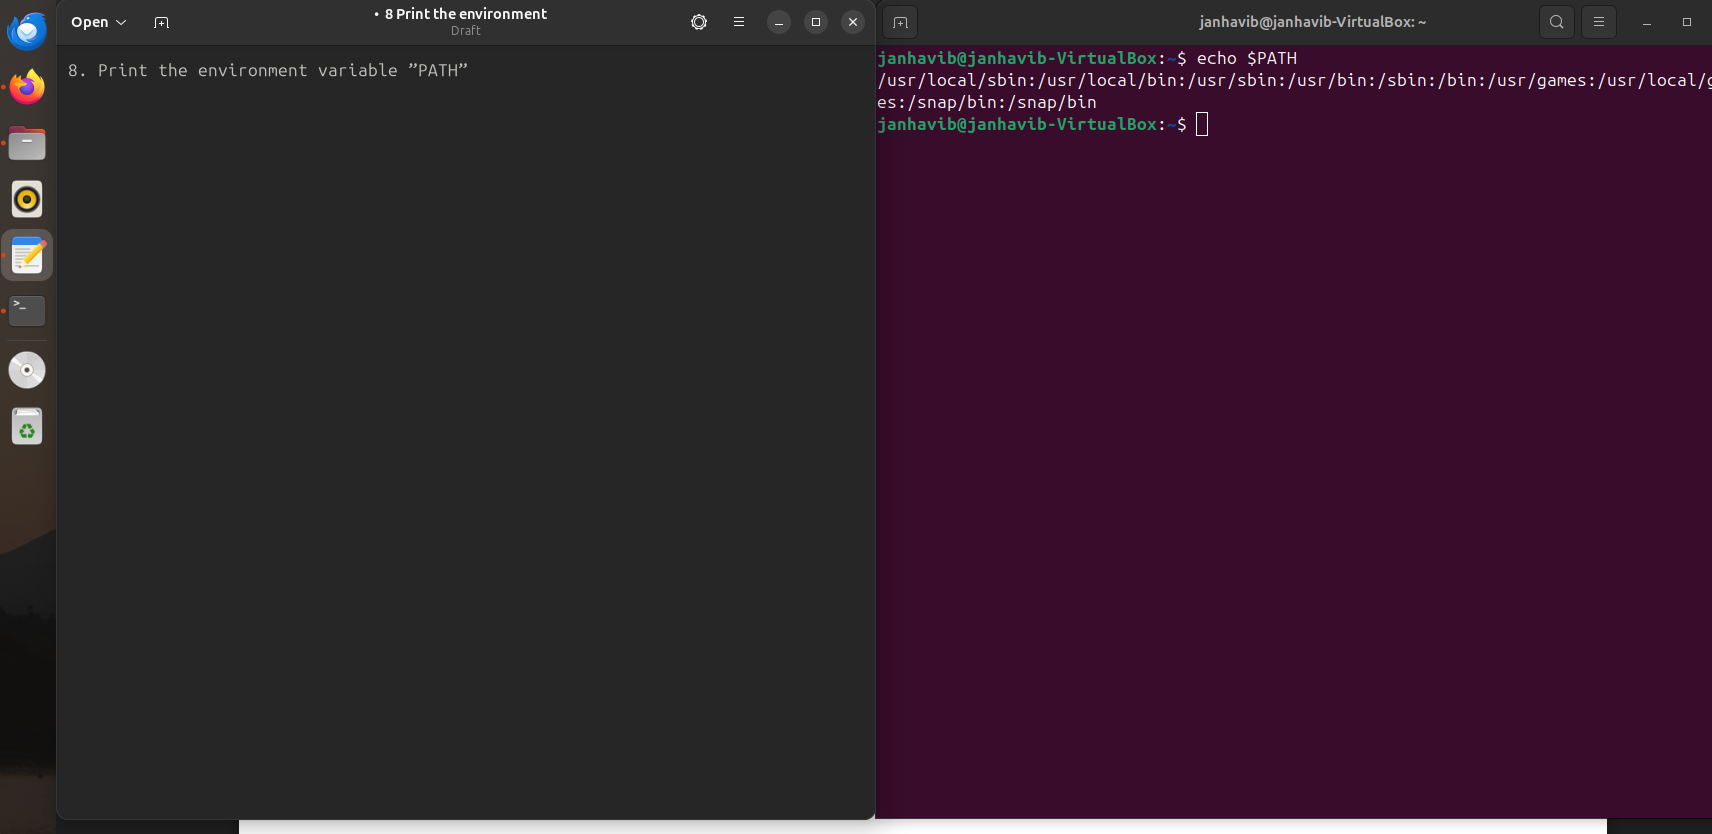 Open
• 8 Print the environment
Draft
8. Print the environment variable ”PATH”
janhavib@janhavib-VirtualBox: ~
janhavib@janhavib-VirtualBox:~$ echo $PATH
/usr/local/sbin:/usr/local/bin:/usr/sbin:/usr/bin:/sbin:/bin:/usr/games:/usr/local/g
es:/snap/bin:/snap/bin
janhavib@janhavib-VirtualBox:~$